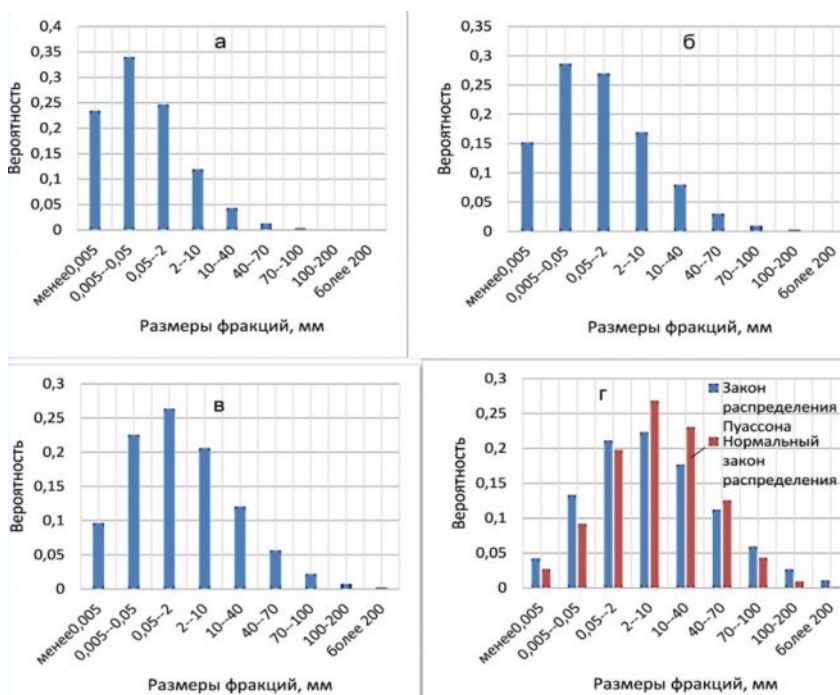 а
Вероятность
0,4
0,35
0,3
0,25
0,2
0,15
0,1
0,05
0
менее0,005
0,005--0,05
0,05--2
2--10
10--40
40--70
70--100
100-200
более 200
Размеры фракций, мм
б
Вероятность
0,35
0,3
0,25
0,2
0,15
0,1
0,05
0
менее0,005
0,005--0,05
0,05--2
2--10
10--40
40--70
70--100
100-200
более 200
Размеры фракций, мм
в
Вероятность
0,3
0,25
0,2
0,15
0,1
0,05
0
менее0,005
0,005--0,05
0,05--2
2--10
10--40
40--70
70--100
100-200
более 200
Размеры фракций, мм
г
Вероятность
0,3
0,25
0,2
0,15
0,1
0,05
0
Закон
распределения
Пуассона
Нормальный
закон
распределения
менее0,005
0,005--0,05
0,05--2
2--10
10--40
40--70
70--100
100-200
более 200
Размеры фракций, мм